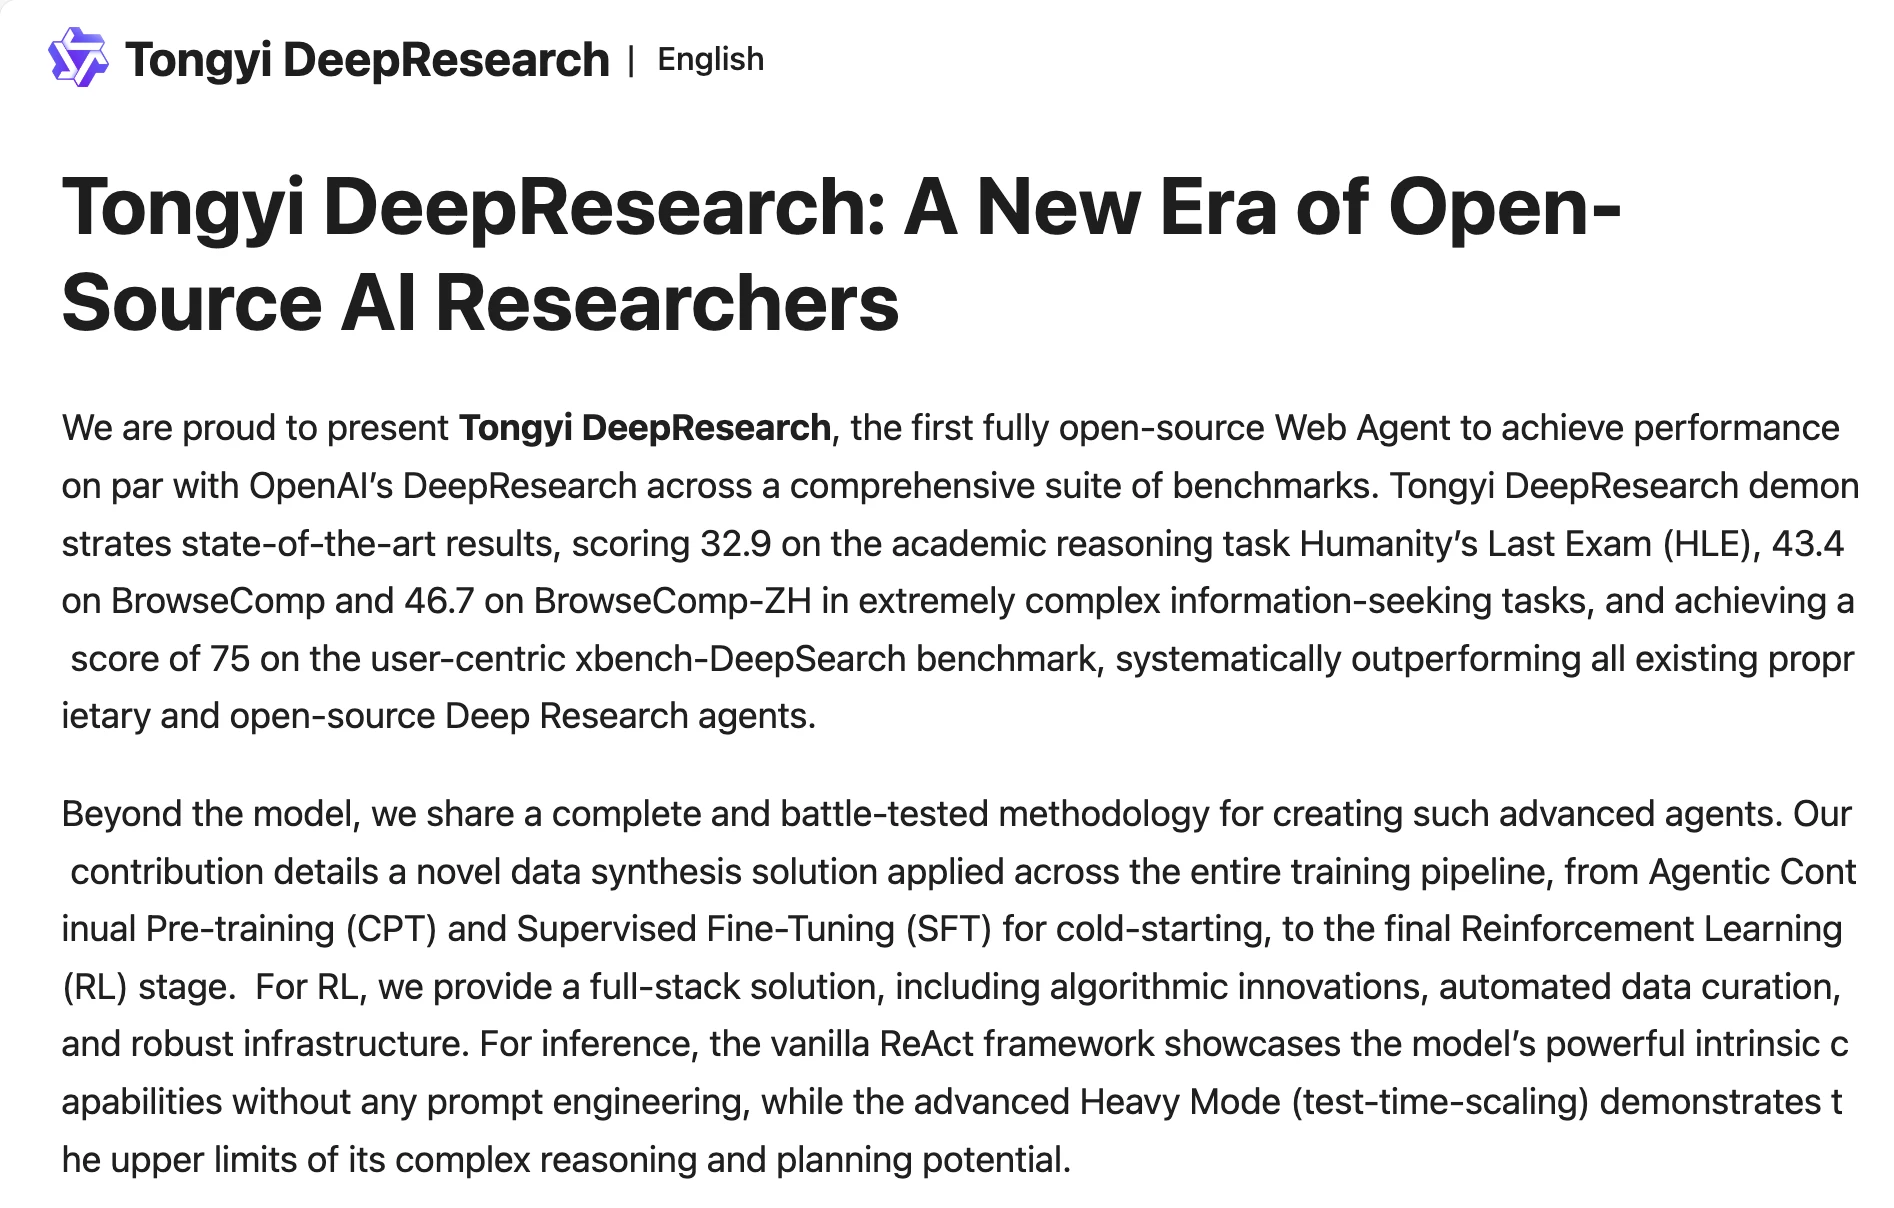 Tongyi DeepResearch | English
Tongyi DeepResearch: A New Era of Open-
Source AI Researchers
We are proud to present Tongyi DeepResearch, the first fully open-source Web Agent to achieve performance
on par with OpenAI’s DeepResearch across a comprehensive suite of benchmarks. Tongyi DeepResearch demon
strates state-of-the-art results, scoring 32.9 on the academic reasoning task Humanity’s Last Exam (HLE), 43.4
on BrowseComp and 46.7 on BrowseComp-ZH in extremely complex information-seeking tasks, and achieving a
score of 75 on the user-centric xbench-DeepSearch benchmark, systematically outperforming all existing propr
ietary and open-source Deep Research agents.
Beyond the model, we share a complete and battle-tested methodology for creating such advanced agents. Our
contribution details a novel data synthesis solution applied across the entire training pipeline, from Agentic Cont
inual Pre-training (CPT) and Supervised Fine-Tuning (SFT) for cold-starting, to the final Reinforcement Learning
(RL) stage.  For RL, we provide a full-stack solution, including algorithmic innovations, automated data curation,
and robust infrastructure. For inference, the vanilla ReAct framework showcases the model’s powerful intrinsic c
apabilities without any prompt engineering, while the advanced Heavy Mode (test-time-scaling) demonstrates t
he upper limits of its complex reasoning and planning potential.